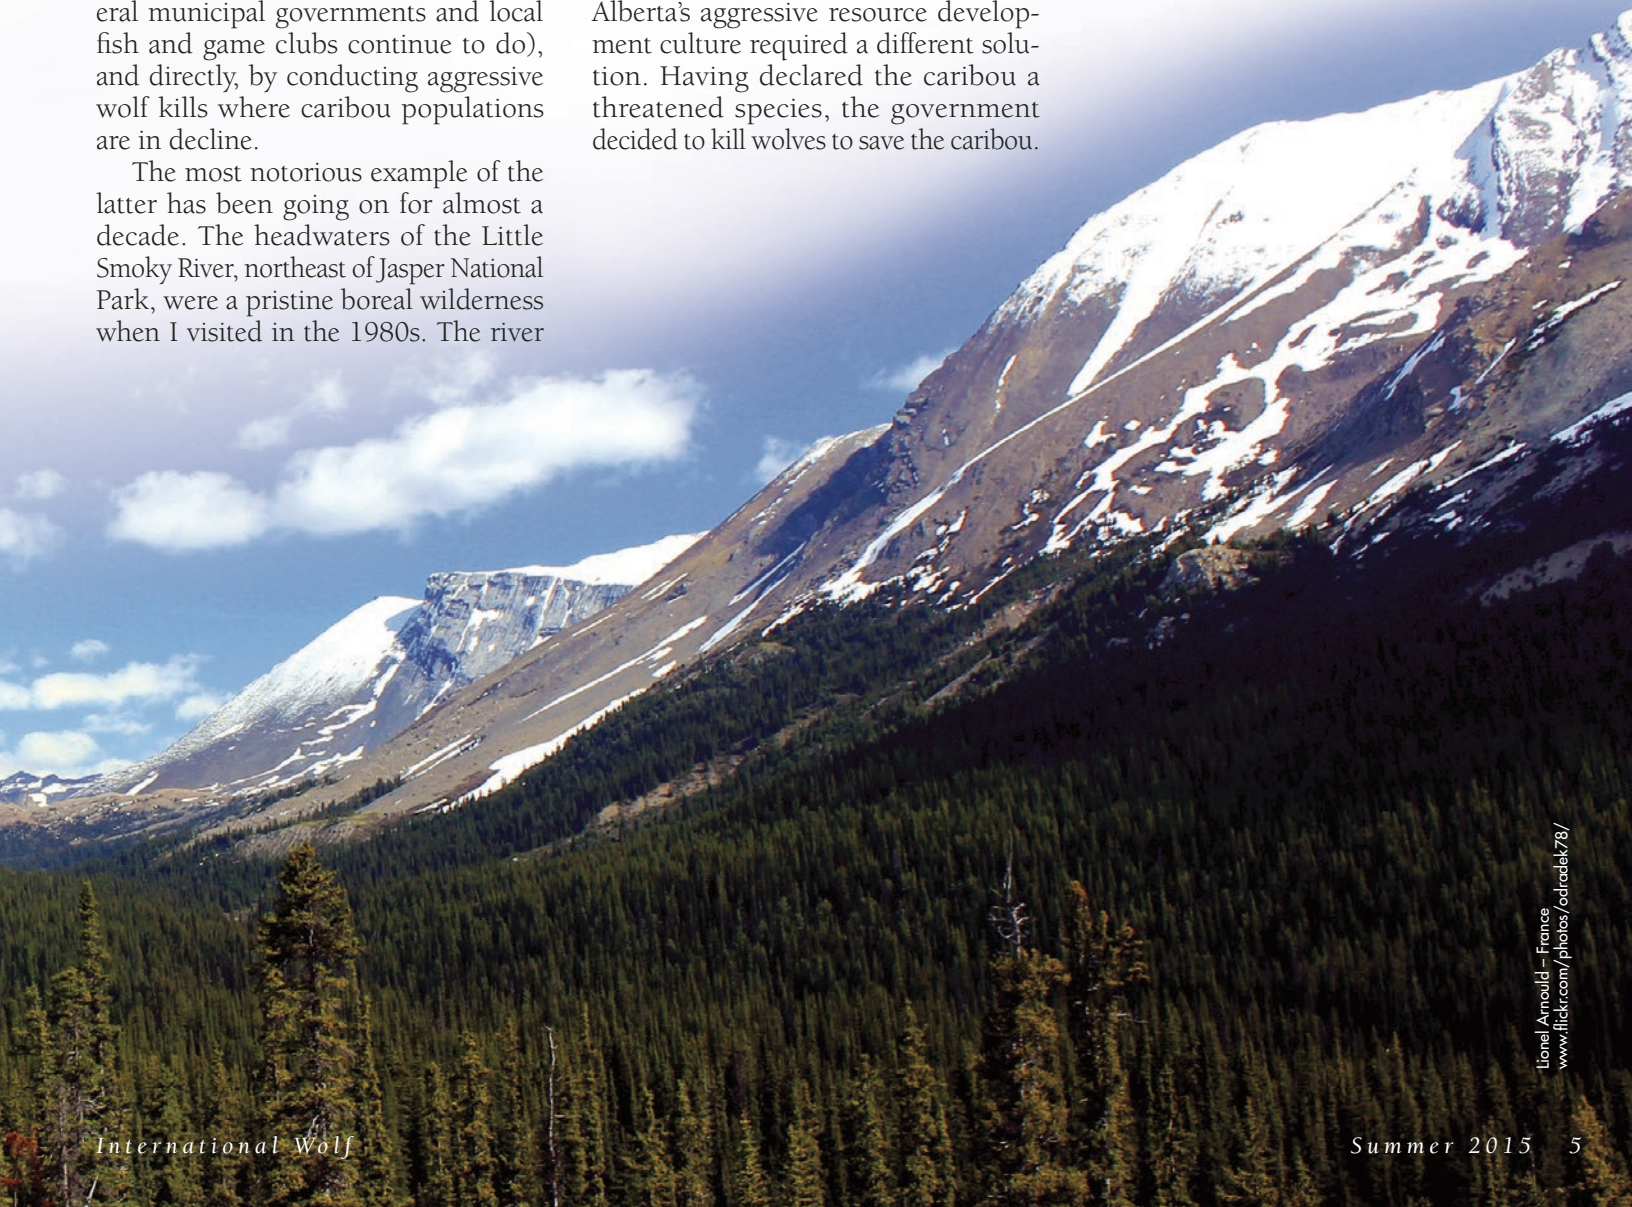 eral municipal governments and local
fish and game clubs continue to do),
and directly, by conducting aggressive
wolf kills where caribou populations
are in decline.
The most notorious example of the
latter has been going on for almost a
decade. The headwaters of the Little
Smoky River, northeast of Jasper National
Park, were a pristine boreal wilderness
when I visited in the 1980s. The river
Alberta’s aggressive resource develop-
ment culture required a different solu-
tion. Having declared the caribou a
threatened species, the government
decided to kill wolves to save the caribou.
Lionel Arnould – France
www.flickr.com/photos/odradek78/
International Wolf
Summer 2015 5